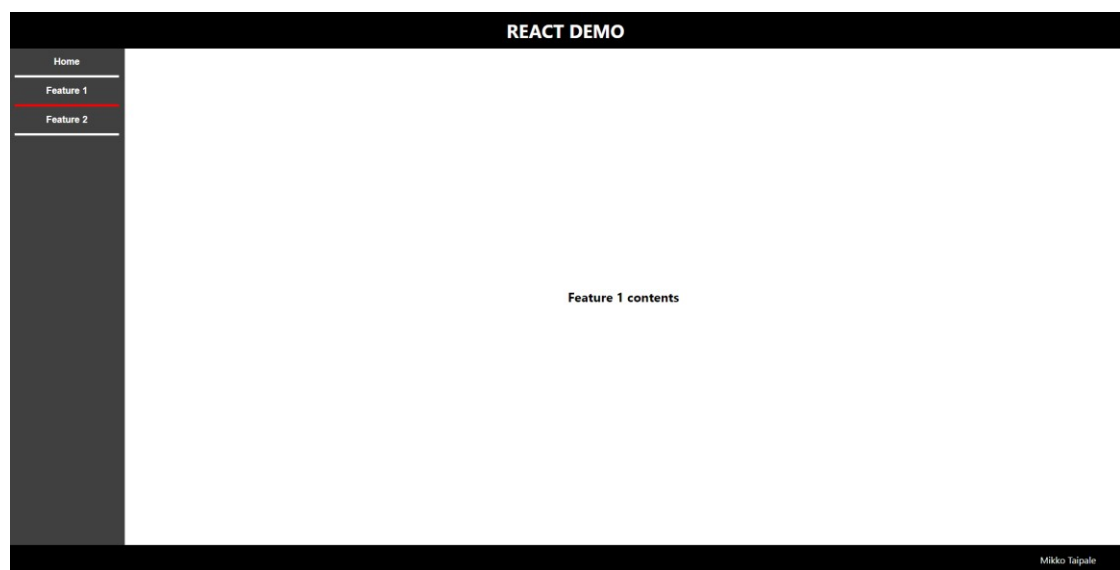 REACT DEMO
Home
Feature 1
Feature 2
Feature 1 contents
Mikko Taipale